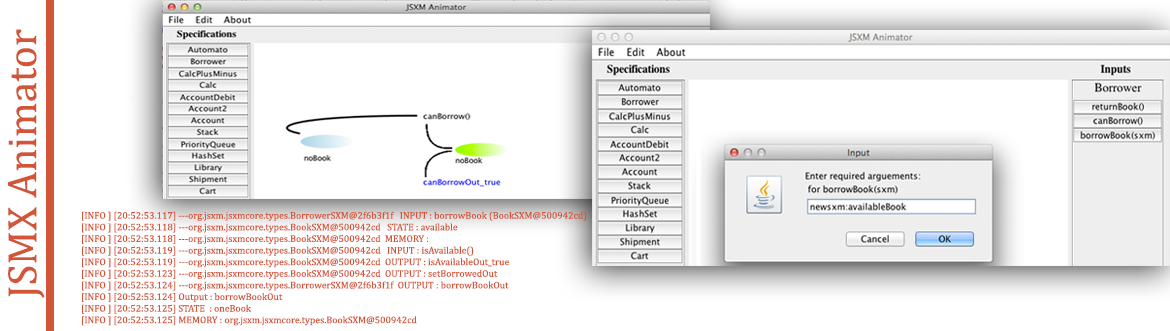 JSMX Animator
JSXM Animator
File Edit About
Specifications
Automato
Borrower
CalcPlusMinus
Calc
AccountDebit
Account2
Account
Stack
PriorityQueue
HashSet
Library
Shipment
Cart
canBorrow()
noBook
noBook
canBorrowOut_true
JSXM Animator
File Edit About
Specifications
Automato
Borrower
CalcPlusMinus
Calc
AccountDebit
Account2
Account
Stack
PriorityQueue
HashSet
Library
Shipment
Cart
Inputs
Borrower
returnBook()
canBorrow()
borrowBook(sxm)
Input
Enter required arguements:
for borrowBook(sxm)
newsxm:availableBook
Cancel OK
[INFO ] [20:52:53.117] ---org.jsxm.jsxmcore.types.BorrowerSXM@2f6b3f1f INPUT : borrowBook (BookSXM@500942cd)
[INFO ] [20:52:53.118] ---org.jsxm.jsxmcore.types.BookSXM@500942cd STATE : available
[INFO ] [20:52:53.118] ---org.jsxm.jsxmcore.types.BookSXM@500942cd MEMORY :
[INFO ] [20:52:53.119] ---org.jsxm.jsxmcore.types.BookSXM@500942cd INPUT : isAvailable()
[INFO ] [20:52:53.119] ---org.jsxm.jsxmcore.types.BookSXM@500942cd OUTPUT : isAvailableOut_true
[INFO ] [20:52:53.123] ---org.jsxm.jsxmcore.types.BookSXM@500942cd OUTPUT : setBorrowedOut
[INFO ] [20:52:53.124] ---org.jsxm.jsxmcore.types.BorrowerSXM@2f6b3f1f OUTPUT : borrowBookOut
[INFO ] [20:52:53.124] Output : borrowBookOut
[INFO ] [20:52:53.125] STATE : oneBook
[INFO ] [20:52:53.125] MEMORY : org.jsxm.jsxmcore.types.BookSXM@500942cd